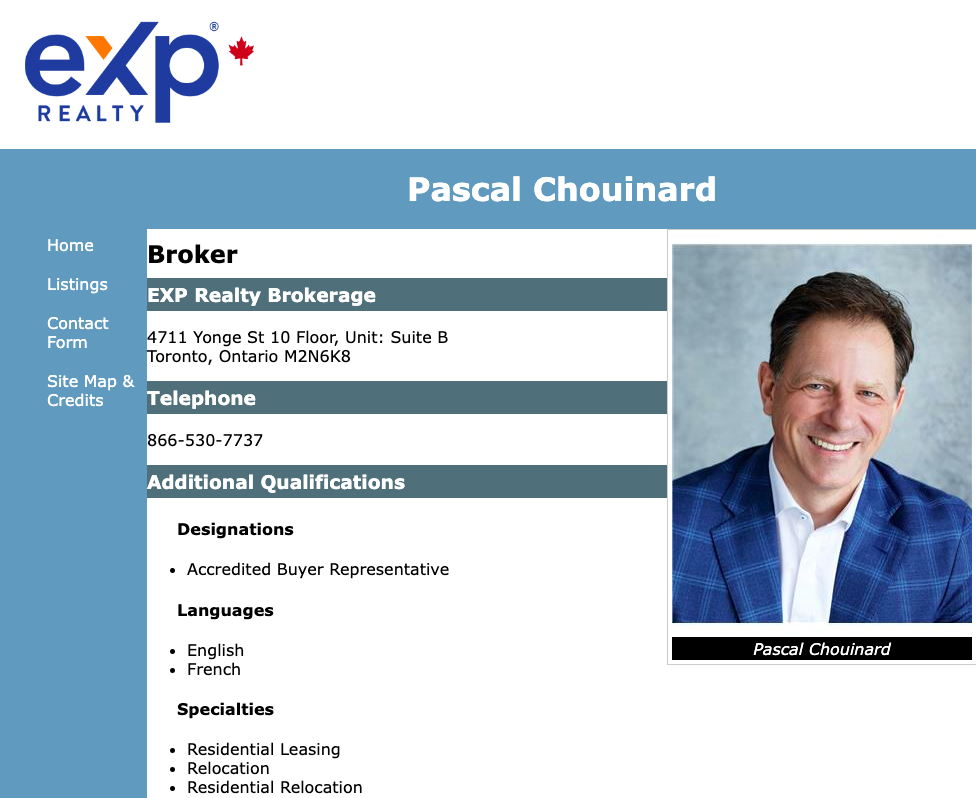 eXp®
REALTY
Pascal Chouinard
Home
Listings
Contact
Form
Site Map &
Credits
Broker
EXP Realty Brokerage
4711 Yonge St 10 Floor, Unit: Suite B
Toronto, Ontario M2N6K8
Telephone
866-530-7737
Additional Qualifications
Designations
• Accredited Buyer Representative
Languages
• English
• French
Specialties
• Residential Leasing
• Relocation
• Residential Relocation
Pascal Chouinard